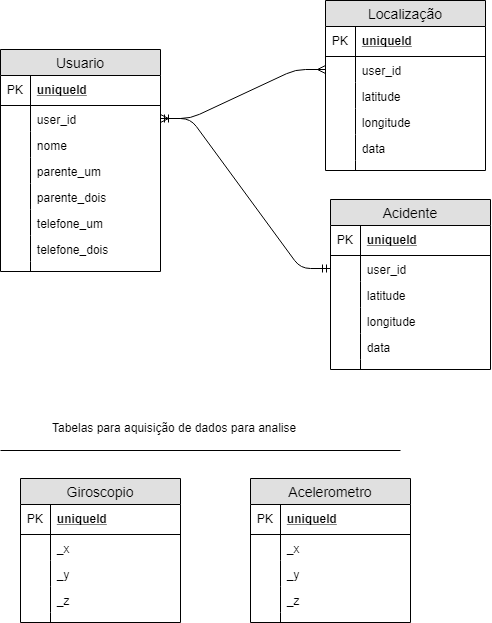 Localização
PK uniqueId
user_id
latitude
longitude
data
Usuario
PK uniqueId
user_id
nome
parente_um
parente_dois
telefone_um
telefone_dois
Acidente
PK uniqueId
user_id
latitude
longitude
data
Tabelas para aquisição de dados para analise
Giroscopio
PK uniqueId
_x
_y
_z
Acelerometro
PK uniqueId
_x
_y
_z